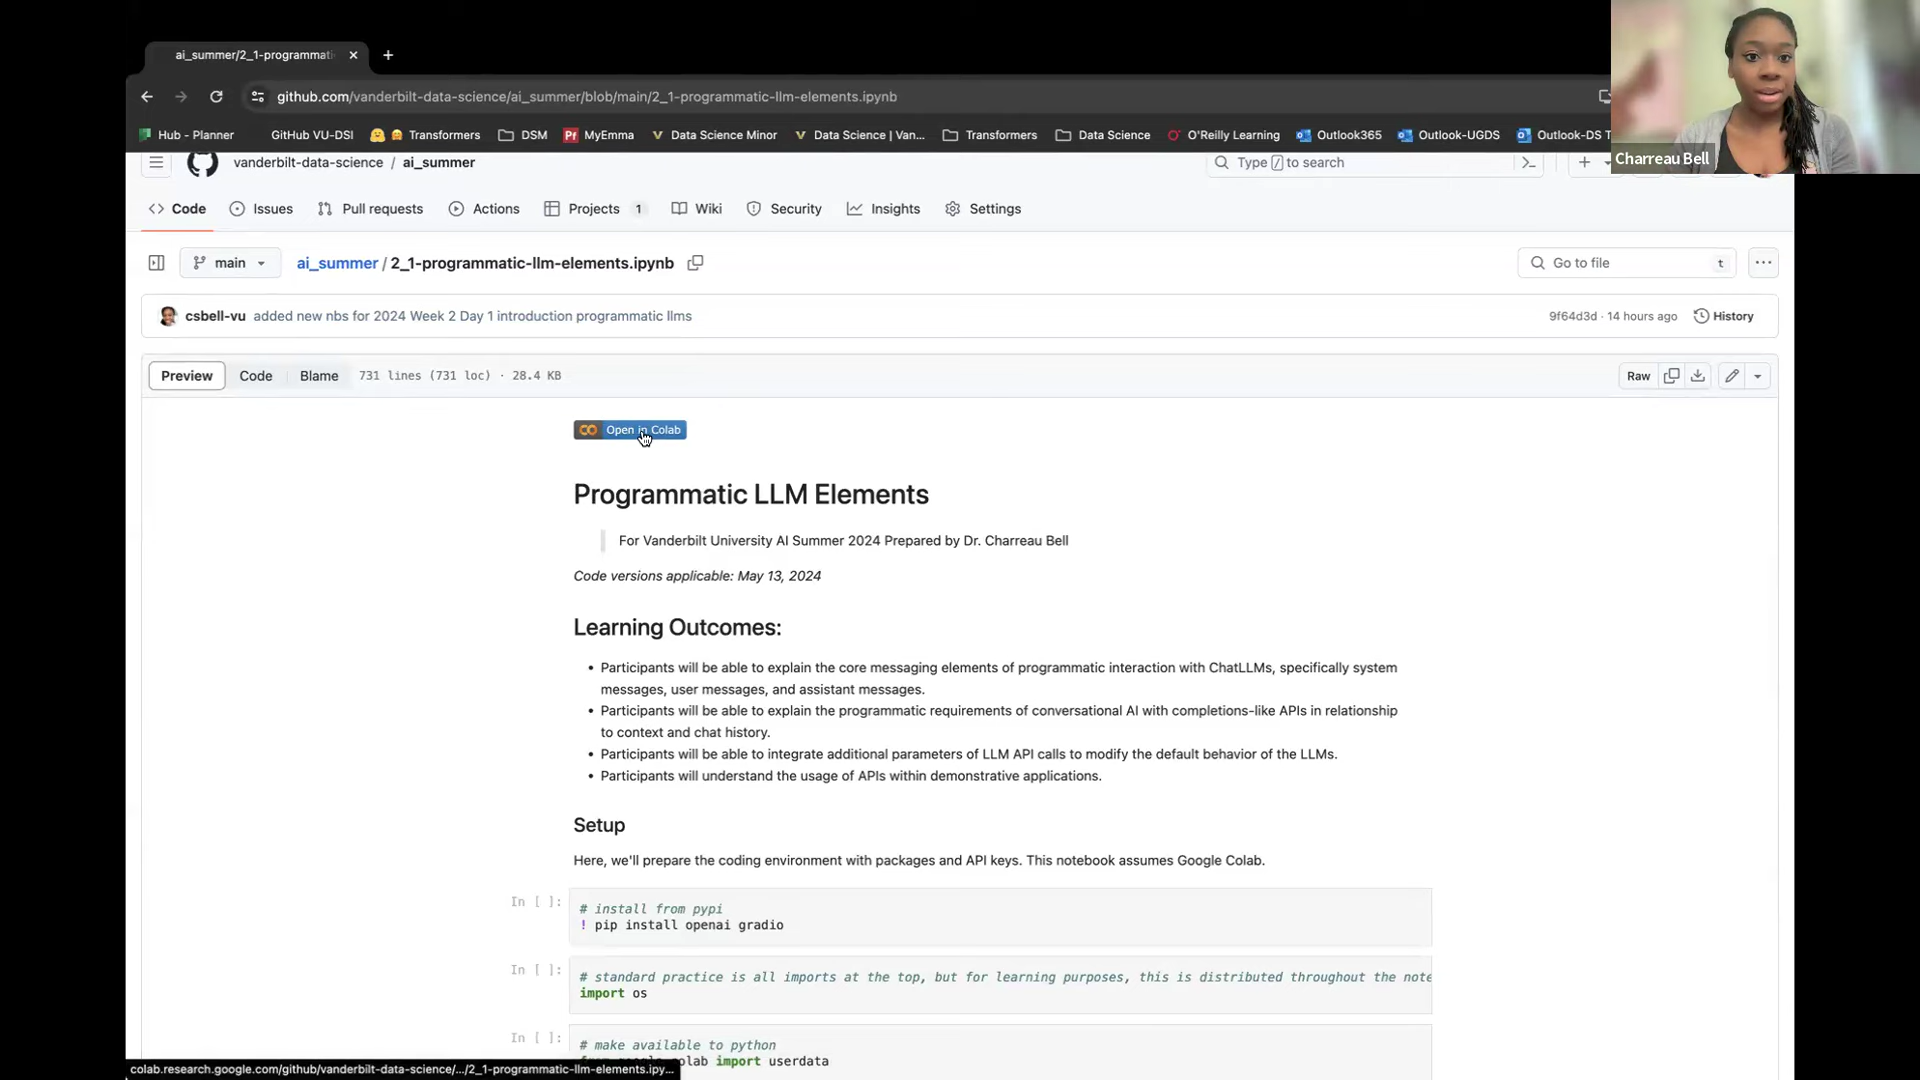 ai_summer/2_1-programmati
github.com/vanderbilt-data-science/ai_summer/blob/main/2_1-programmatic-llm-elements.ipynb
Hub - Planner GitHub VU-DSI Transformers DSM MyEmma Data Science Minor Data Science | Van... Transformers Data Science O'Reilly Learning Outlook365 Outlook-UGDS Outlook-DS T
Charreau Bell
vanderbilt-data-science / ai_summer Type / to search
Code Issues Pull requests Actions Projects 1 Wiki Security Insights Settings
main ai_summer / 2_1-programmatic-llm-elements.ipynb Go to file t
csbell-vu added new nbs for 2024 Week 2 Day 1 introduction programmatic llms 9f64d3d · 14 hours ago History
Preview Code Blame 731 lines (731 loc) · 28.4 KB Raw
Open in Colab
Programmatic LLM Elements
For Vanderbilt University AI Summer 2024 Prepared by Dr. Charreau Bell
Code versions applicable: May 13, 2024
Learning Outcomes:
• Participants will be able to explain the core messaging elements of programmatic interaction with ChatLLMs, specifically system
messages, user messages, and assistant messages.
• Participants will be able to explain the programmatic requirements of conversational AI with completions-like APIs in relationship
to context and chat history.
• Participants will be able to integrate additional parameters of LLM API calls to modify the default behavior of the LLMs.
• Participants will understand the usage of APIs within demonstrative applications.
Setup
Here, we'll prepare the coding environment with packages and API keys. This notebook assumes Google Colab.
In [ ]: # install from pypi
! pip install openai gradio
In [ ]: # standard practice is all imports at the top, but for learning purposes, this is distributed throughout the note
import os
In [ ]: # make available to python
import userdata
colab.research.google.com/github/vanderbilt-data-science/.../2_1-programmatic-llm-elements.ipy...